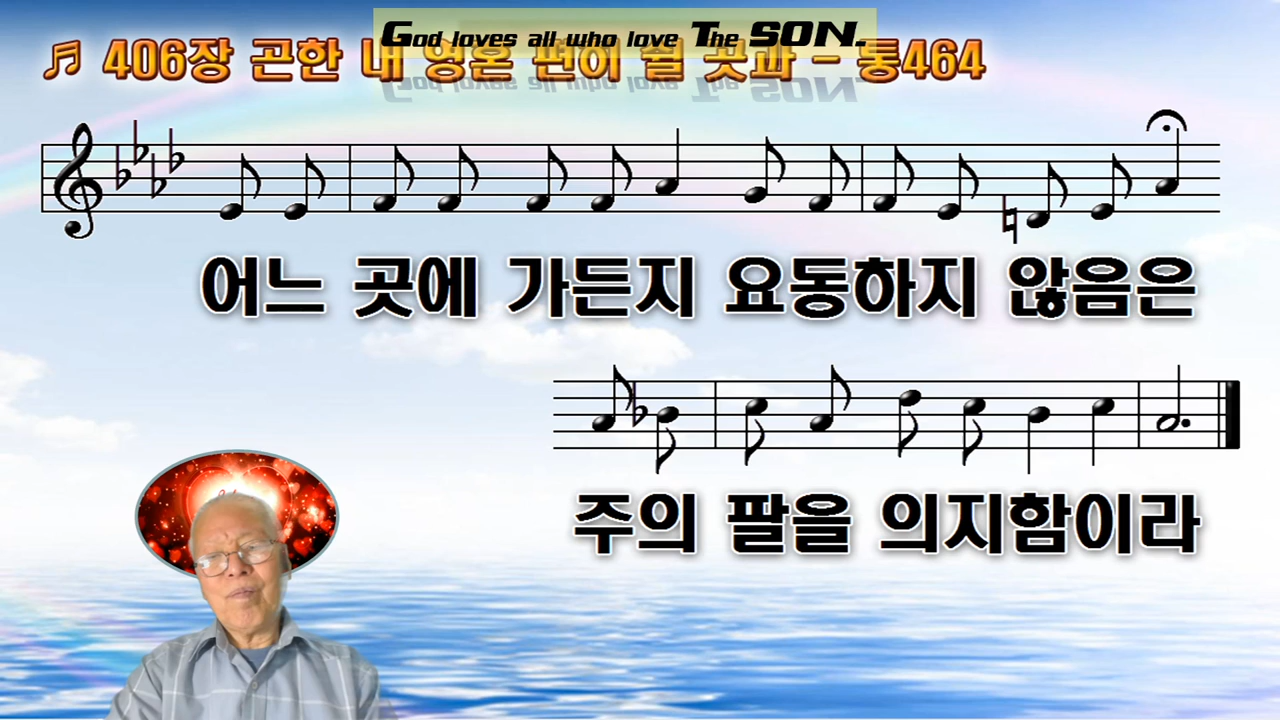 God loves all who love The SON.
♬ 406장 곤한 내 영혼 편히 쉴 곳과 - 통464
어느 곳에 가든지 요동하지 않음은
주의 팔을 의지함이라